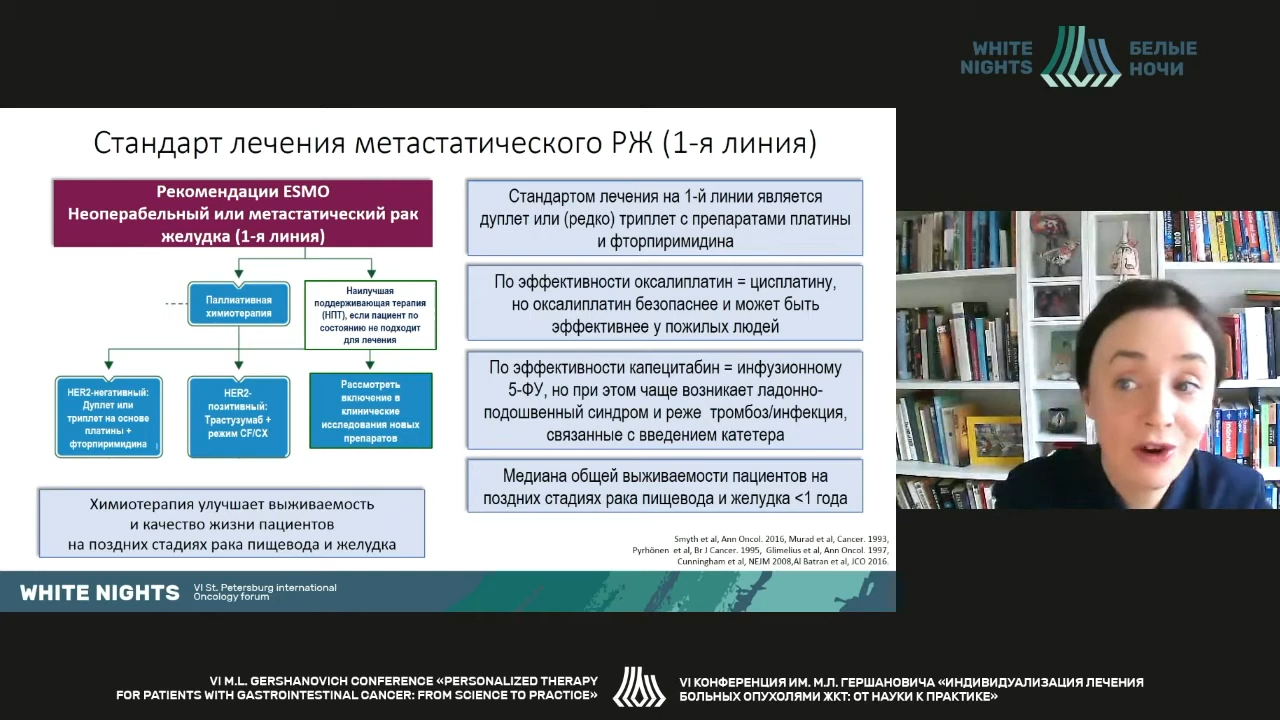 WHITE
NIGHTS
БЕЛЫЕ
НОЧИ
Стандарт лечения метастатического РЖ (1-я линия)
Рекомендации ESMO
Неоперабельный или метастатический рак
желудка (1-я линия)
Паллиативная
химиотерапия
Наилучшая
поддерживающая терапия
(НПТ), если пациент по
состоянию не подходит
для лечения
HER2-негативный:
Дуплет или
триплет на основе
платины +
фторпиримидина
HER2-
позитивный:
Трастузумаб +
режим CF/CX
Рассмотреть
включение в
клинические
исследования новых
препаратов
Химиотерапия улучшает выживаемость
и качество жизни пациентов
на поздних стадиях рака пищевода и желудка
Стандартом лечения на 1-й линии является
дуплет или (редко) триплет с препаратами платины
и фторпиримидина
По эффективности оксалиплатин = цисплатину,
но оксалиплатин безопаснее и может быть
эффективнее у пожилых людей
По эффективности капецитабин = инфузионному
5-ФУ, но при этом чаще возникает ладонно-
подошвенный синдром и реже тромбоз/инфекция,
связанные с введением катетера
Медиана общей выживаемости пациентов на
поздних стадиях рака пищевода и желудка <1 года
Smyth et al, Ann Oncol. 2016, Murad et al, Cancer. 1993,
Pyrhönen et al, Br J Cancer. 1995, Glimelius et al, Ann Oncol. 1997,
Cunningham et al, NEJM 2008,Al Batran et al, JCO 2016.
WHITE NIGHTS
VI St. Petersburg international
Oncology forum
VI M.L. GERSHANOVICH CONFERENCE «PERSONALIZED THERAPY
FOR PATIENTS WITH GASTROINTESTINAL CANCER: FROM SCIENCE TO PRACTICE»
VI КОНФЕРЕНЦИЯ ИМ. М.Л. ГЕРШАНОВИЧА «ИНДИВИДУАЛИЗАЦИЯ ЛЕЧЕНИЯ
БОЛЬНЫХ ОПУХОЛЯМИ ЖКТ: ОТ НАУКИ К ПРАКТИКЕ»